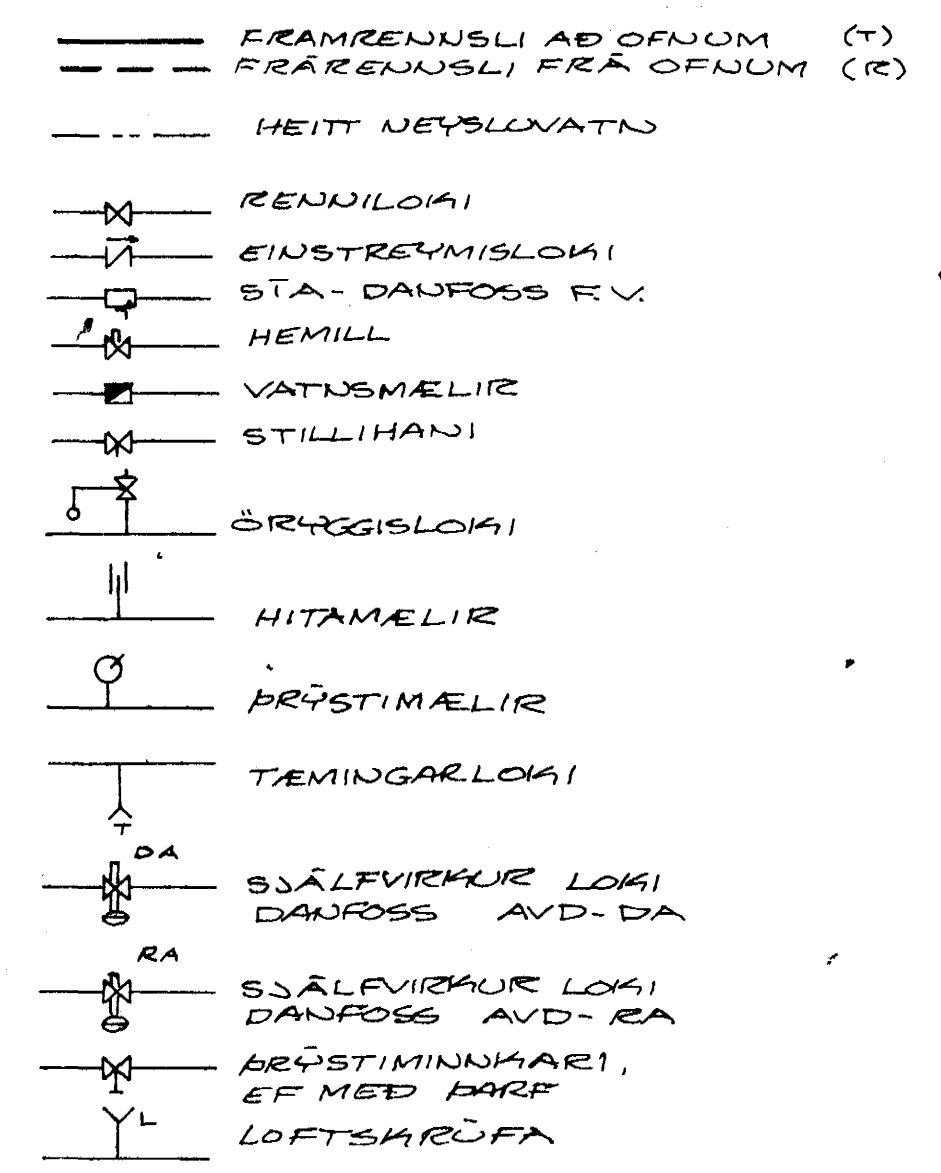 FRAMRENNSLI AÐ OFNUM (T)
FRÁRENNSLI FRÁ OFNUM (R)
HEITT NEYSLUVATN
RENNILOKI
EINSTREYMISLOKI
SÍA - DANFOSS F.V.
HEMILL
VATNSMÆLIR
STILLIHANI
ÖRYGGISLOKI
HITAMÆLIR
ÞRÝSTIMÆLIR
TÆMINGARLOKI
T
DA
SJÁLFVIRKUR LOKI
DANFOSS AVD-DA
RA
SJÁLFVIRKUR LOKI
DANFOSS AVD-RA
ÞRÝSTIMINNKARI,
EF MEÐ ÞARF
L
LOFTSKRÚFA